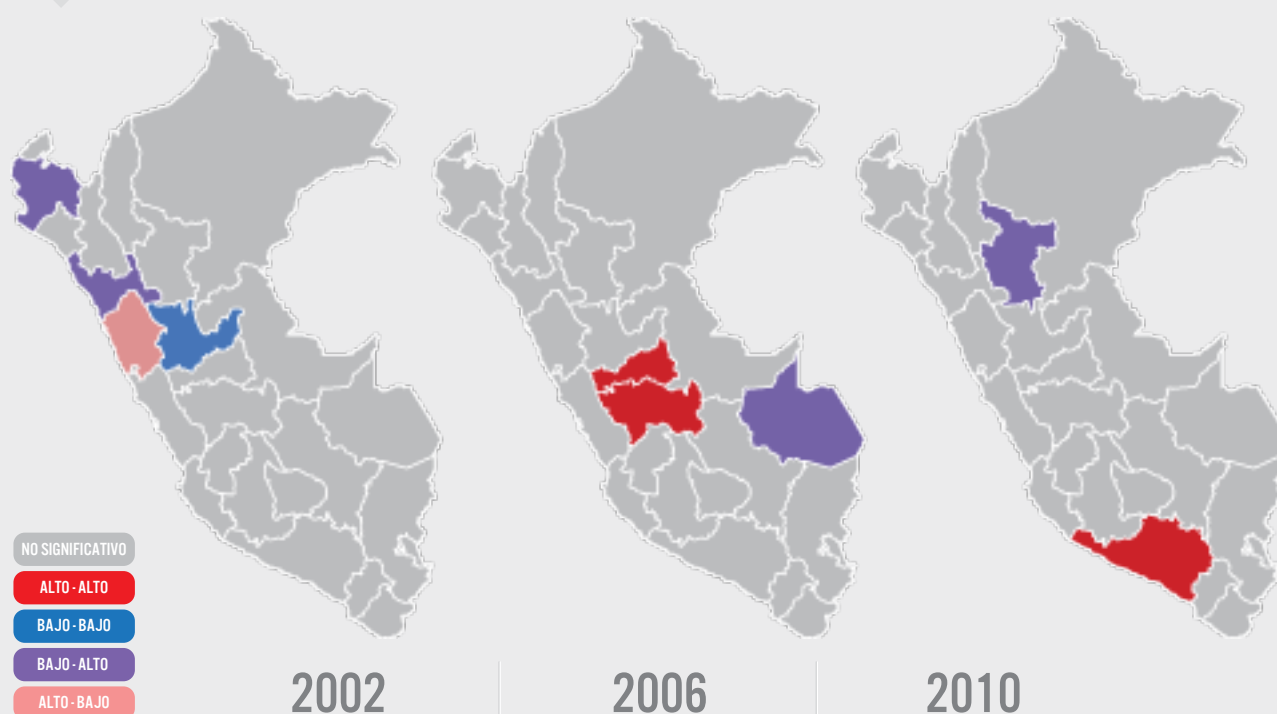 NO SIGNIFICATIVO
ALTO - ALTO
BAJO - BAJO
BAJO - ALTO
ALTO - BAJO
2002
2006
2010